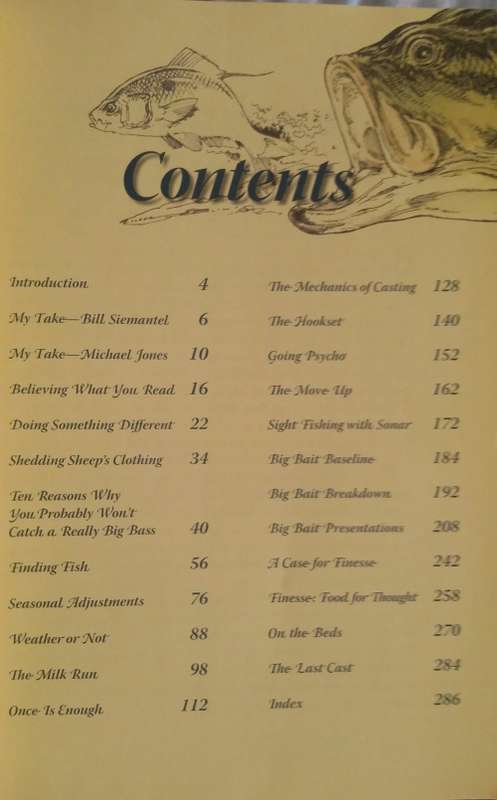 Contents
Introduction 4
My Take—Bill Siemantel 6
My Take—Michael Jones 10
Believing What You Read 16
Doing Something Different 22
Shedding Sheep's Clothing 34
Ten Reasons Why
You Probably Won't
Catch a Really Big Bass 40
Finding Fish 56
Seasonal Adjustments 76
Weather or Not 88
The Milk Run 98
Once Is Enough 112
The Mechanics of Casting 128
The Hookset 140
Going Psycho 152
The Move Up 162
Sight Fishing with Sonar 172
Big Bait Baseline 184
Big Bait Breakdown 192
Big Bait Presentations 208
A Case for Finesse 242
Finesse: Food for Thought 258
On the Beds 270
The Last Cast 284
Index 286